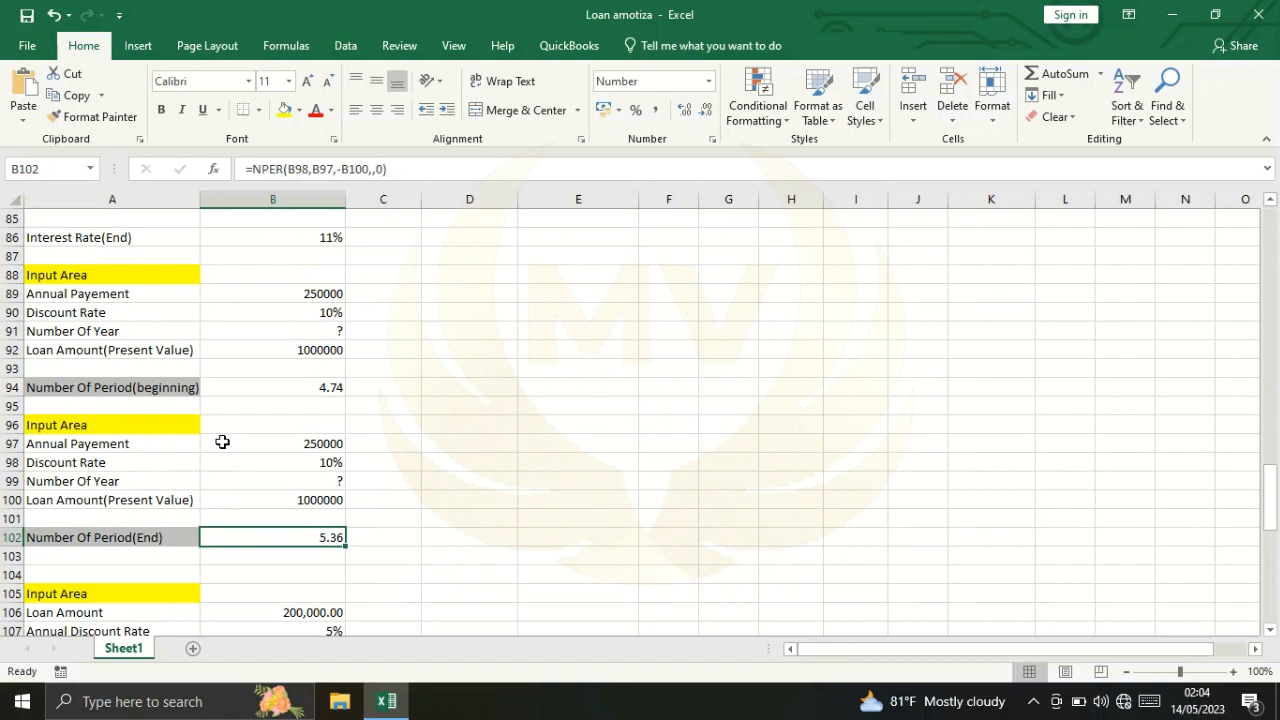 Loan amotiza - Excel
Sign in
File Home Insert Page Layout Formulas Data Review View Help QuickBooks Tell me what you want to do Share
Paste
Cut
Copy
Format Painter
Clipboard
Calibri 11
B I U
Font
Wrap Text
Merge & Center
Alignment
Number
Number
Conditional Formatting
Format as Table
Cell Styles
Styles
Insert
Delete
Format
Cells
AutoSum
Fill
Clear
Sort & Filter
Find & Select
Editing
B102 fx =NPER(B98,B97,-B100,,0)
A B C D E F G H I J K L M N O
85
86 Interest Rate(End) 11%
87
88 Input Area
89 Annual Payement 250000
90 Discount Rate 10%
91 Number Of Year ?
92 Loan Amount(Present Value) 1000000
93
94 Number Of Period(beginning) 4.74
95
96 Input Area
97 Annual Payement 250000
98 Discount Rate 10%
99 Number Of Year ?
100 Loan Amount(Present Value) 1000000
101
102 Number Of Period(End) 5.36
103
104
105 Input Area
106 Loan Amount 200,000.00
107 Annual Discount Rate 5%
MV
Sheet1
Ready 100%
Type here to search
81°F Mostly cloudy
02:04
14/05/2023
3